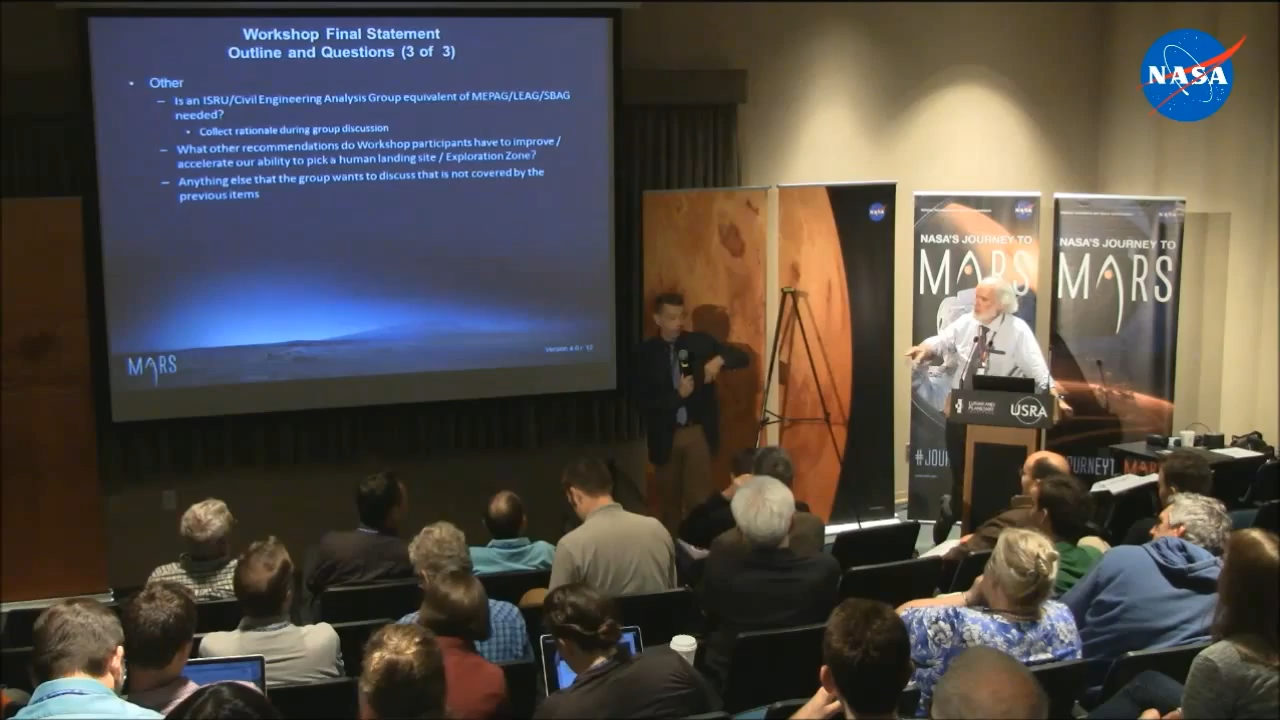 Workshop Final Statement
Outline and Questions (3 of 3)
• Other
– Is an ISRU/Civil Engineering Analysis Group equivalent of MEPAG/LEAG/SBAG
needed?
• Collect rationale during group discussion
– What other recommendations do Workshop participants have to improve /
accelerate our ability to pick a human landing site / Exploration Zone?
– Anything else that the group wants to discuss that is not covered by the
previous items
MARS
NASA
NASA'S JOURNEY TO
MARS
#JOUR
NASA'S JOURNEY TO
MARS
USRA